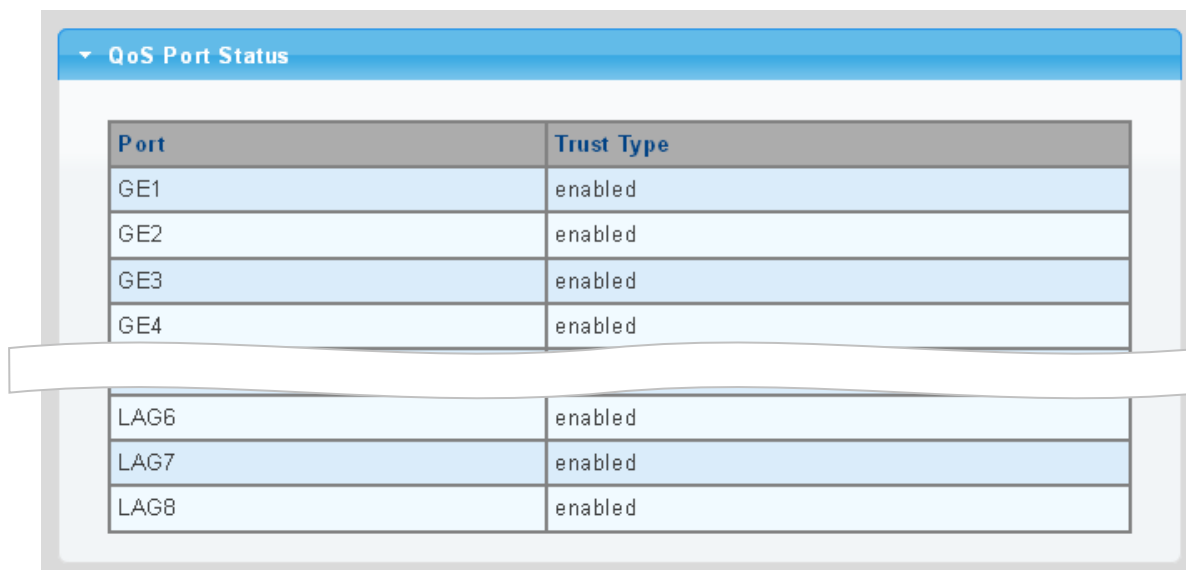 QoS Port Status
Port Trust Type
GE1 enabled
GE2 enabled
GE3 enabled
GE4 enabled
LAG6 enabled
LAG7 enabled
LAG8 enabled